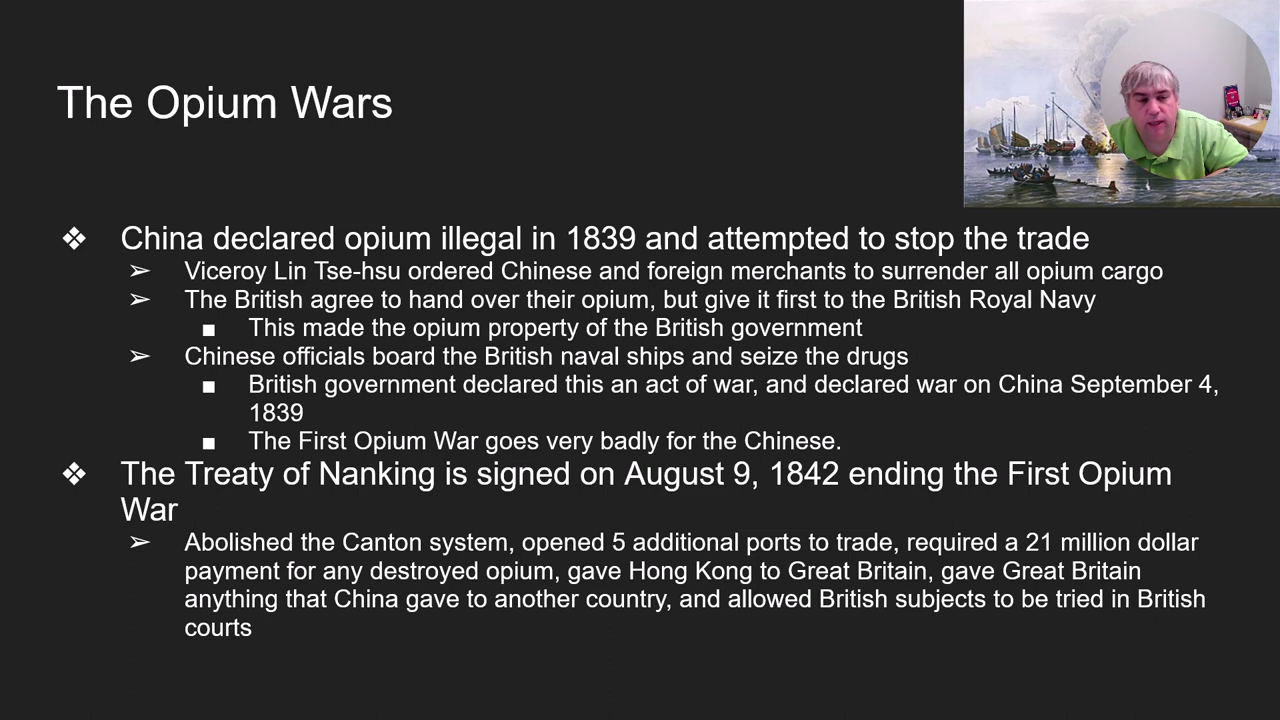 The Opium Wars
❖ China declared opium illegal in 1839 and attempted to stop the trade
➢ Viceroy Lin Tse-hsu ordered Chinese and foreign merchants to surrender all opium cargo
➢ The British agree to hand over their opium, but give it first to the British Royal Navy
■ This made the opium property of the British government
➢ Chinese officials board the British naval ships and seize the drugs
■ British government declared this an act of war, and declared war on China September 4,
1839
■ The First Opium War goes very badly for the Chinese.
❖ The Treaty of Nanking is signed on August 9, 1842 ending the First Opium
War
➢ Abolished the Canton system, opened 5 additional ports to trade, required a 21 million dollar
payment for any destroyed opium, gave Hong Kong to Great Britain, gave Great Britain
anything that China gave to another country, and allowed British subjects to be tried in British
courts